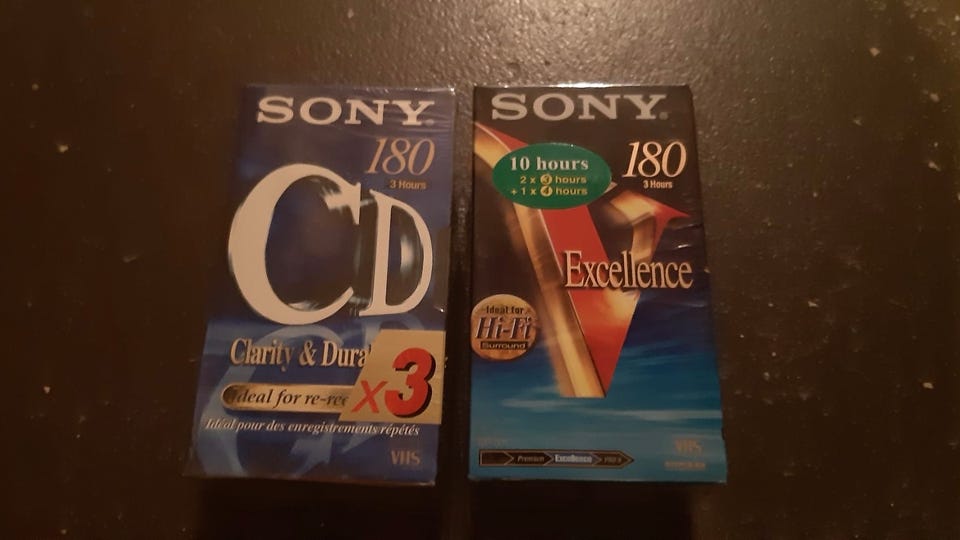 SONY
180
3 Hours
CD
Clarity & Dura
x3
Ideal for re-rec
Idéal pour des enregistrements répétés
VHS
SONY
10 hours
2 x 3 hours
+ 1 x 4 hours
180
3 Hours
V
Excellence
Ideal for
Hi-Fi
Surround
VHS
Premium Excellence